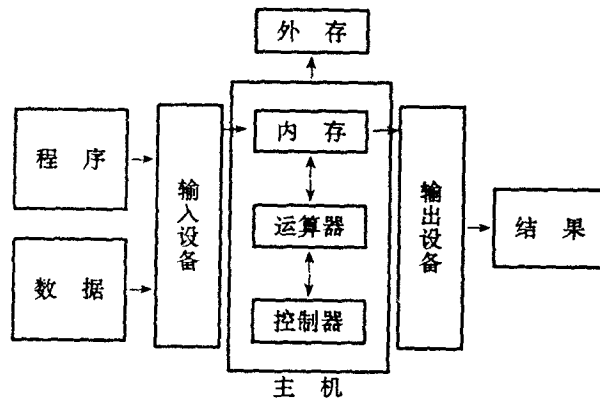 外 存
程 序
数 据
输入设备
内 存
运算器
控制器
主 机
输出设备
结 果